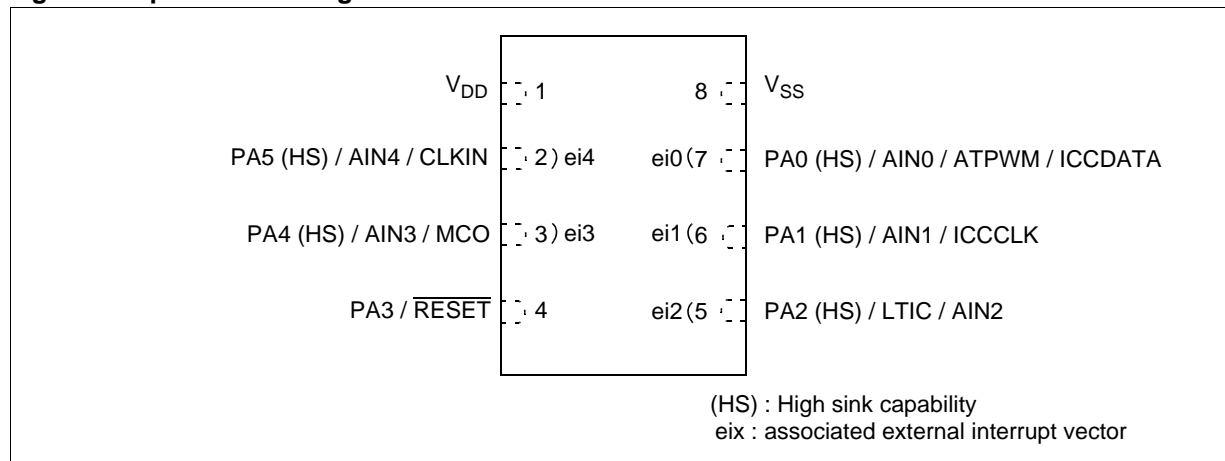 V_DD 1 8 V_SS
PA5 (HS) / AIN4 / CLKIN 2) ei4 ei0(7 PA0 (HS) / AIN0 / ATPWM / ICCDATA
PA4 (HS) / AIN3 / MCO 3) ei3 ei1(6 PA1 (HS) / AIN1 / ICCCLK
PA3 / RESET 4 ei2(5 PA2 (HS) / LTIC / AIN2
(HS) : High sink capability
eix : associated external interrupt vector